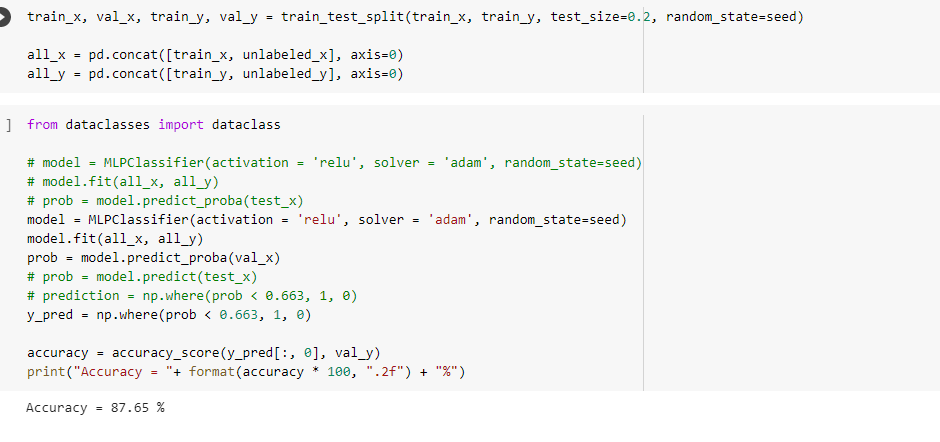 train_x, val_x, train_y, val_y = train_test_split(train_x, train_y, test_size=0.2, random_state=seed)
all_x = pd.concat([train_x, unlabeled_x], axis=0)
all_y = pd.concat([train_y, unlabeled_y], axis=0)
] from dataclasses import dataclass
# model = MLPClassifier(activation = 'relu', solver = 'adam', random_state=seed)
# model.fit(all_x, all_y)
# prob = model.predict_proba(test_x)
model = MLPClassifier(activation = 'relu', solver = 'adam', random_state=seed)
model.fit(all_x, all_y)
prob = model.predict_proba(val_x)
# prob = model.predict(test_x)
# prediction = np.where(prob < 0.663, 1, 0)
y_pred = np.where(prob < 0.663, 1, 0)
accuracy = accuracy_score(y_pred[:, 0], val_y)
print("Accuracy = "+ format(accuracy * 100, ".2f") + "%")
Accuracy = 87.65 %